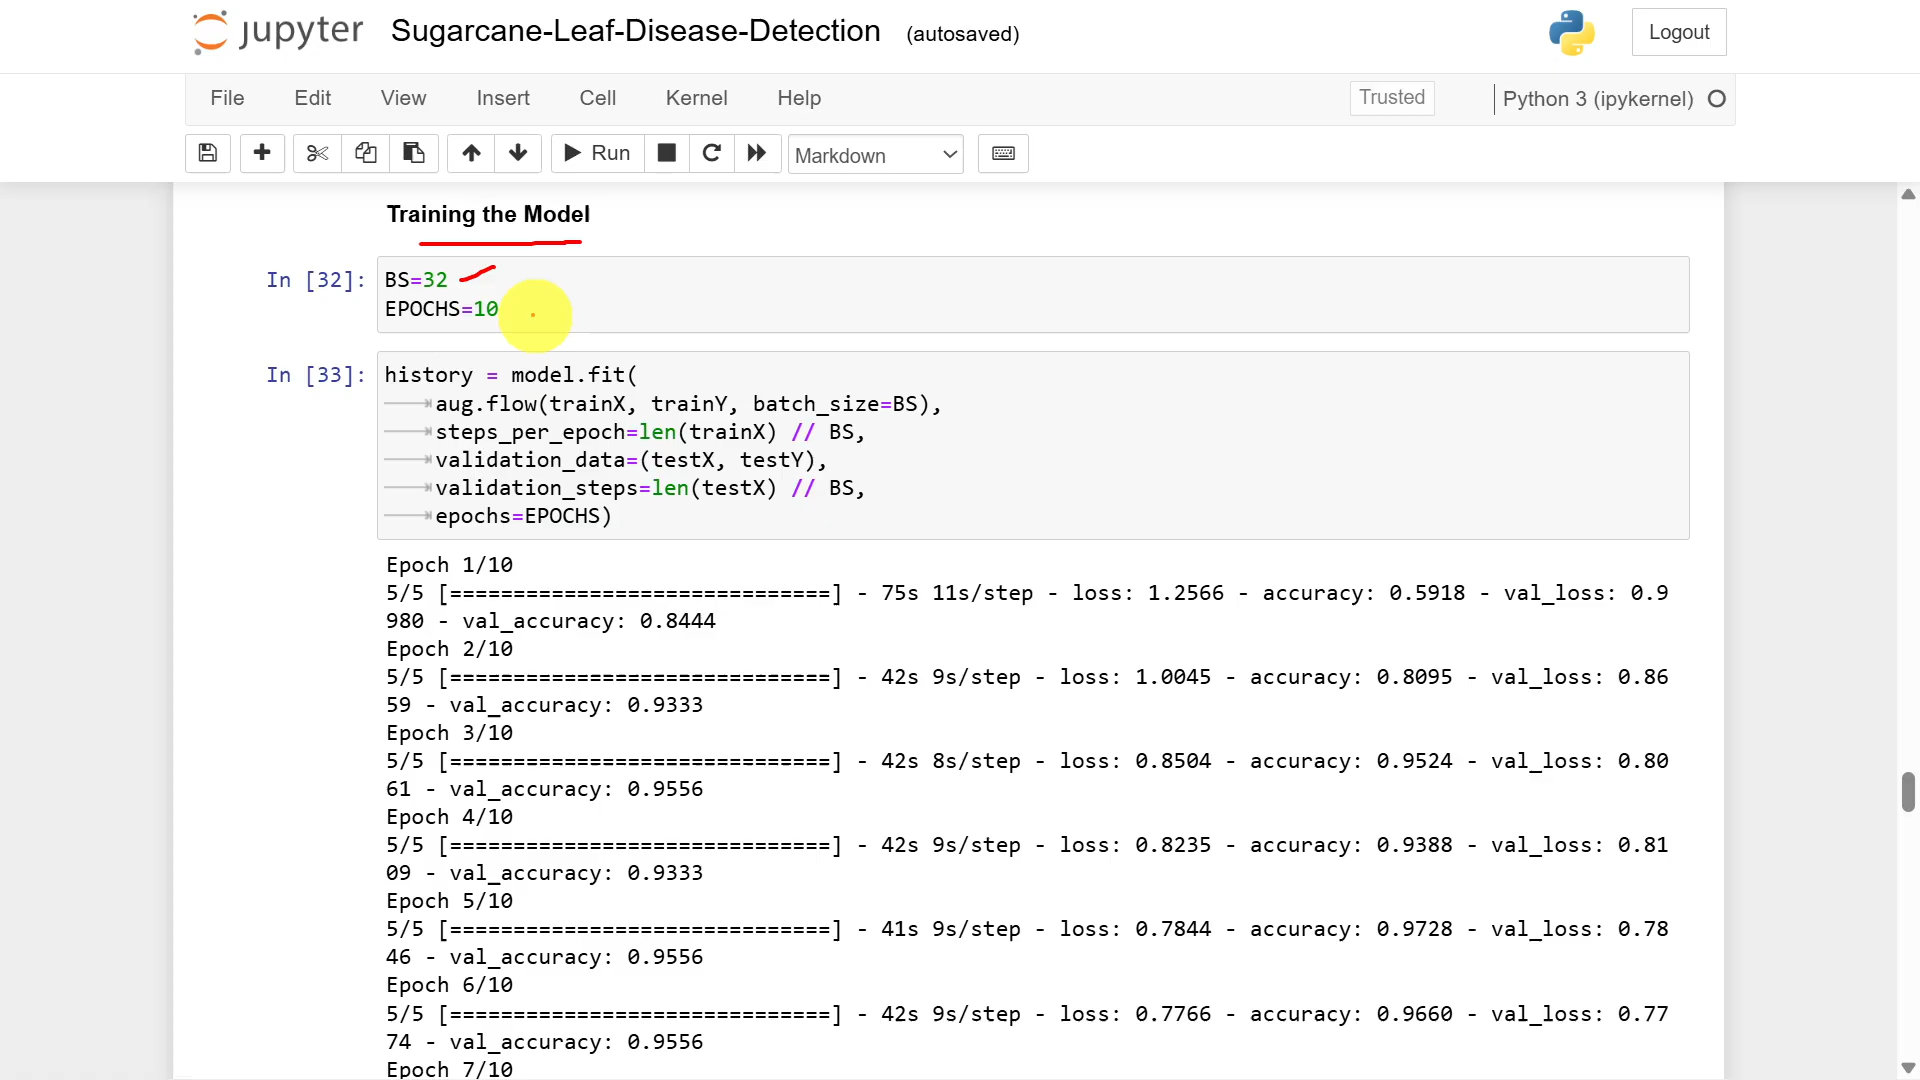 jupyter Sugarcane-Leaf-Disease-Detection (autosaved) Logout
File Edit View Insert Cell Kernel Help Trusted Python 3 (ipykernel)
Run Markdown
Training the Model
In [32]: BS=32
EPOCHS=10
In [33]: history = model.fit(
aug.flow(trainX, trainY, batch_size=BS),
steps_per_epoch=len(trainX) // BS,
validation_data=(testX, testY),
validation_steps=len(testX) // BS,
epochs=EPOCHS)
Epoch 1/10
5/5 [==============================] - 75s 11s/step - loss: 1.2566 - accuracy: 0.5918 - val_loss: 0.9
980 - val_accuracy: 0.8444
Epoch 2/10
5/5 [==============================] - 42s 9s/step - loss: 1.0045 - accuracy: 0.8095 - val_loss: 0.86
59 - val_accuracy: 0.9333
Epoch 3/10
5/5 [==============================] - 42s 8s/step - loss: 0.8504 - accuracy: 0.9524 - val_loss: 0.80
61 - val_accuracy: 0.9556
Epoch 4/10
5/5 [==============================] - 42s 9s/step - loss: 0.8235 - accuracy: 0.9388 - val_loss: 0.81
09 - val_accuracy: 0.9333
Epoch 5/10
5/5 [==============================] - 41s 9s/step - loss: 0.7844 - accuracy: 0.9728 - val_loss: 0.78
46 - val_accuracy: 0.9556
Epoch 6/10
5/5 [==============================] - 42s 9s/step - loss: 0.7766 - accuracy: 0.9660 - val_loss: 0.77
74 - val_accuracy: 0.9556
Epoch 7/10